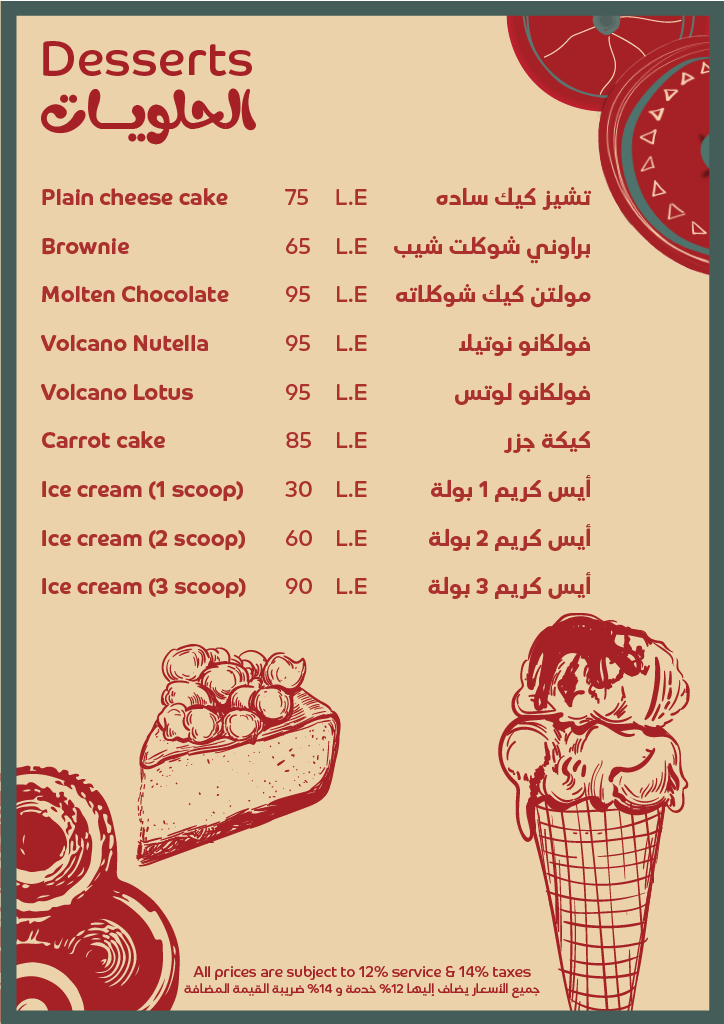 Desserts
الحلويات
Plain cheese cake 75 L.E تشيز كيك ساده
Brownie 65 L.E براوني شوكلت شيب
Molten Chocolate 95 L.E مولتن كيك شوكلاته
Volcano Nutella 95 L.E فولكانو نوتيلا
Volcano Lotus 95 L.E فولكانو لوتس
Carrot cake 85 L.E كيكة جزر
Ice cream (1 scoop) 30 L.E أيس كريم 1 بولة
Ice cream (2 scoop) 60 L.E أيس كريم 2 بولة
Ice cream (3 scoop) 90 L.E أيس كريم 3 بولة
All prices are subject to 12% service & 14% taxes
جميع الأسعار يضاف إليها 12% خدمة و 14% ضريبة القيمة المضافة